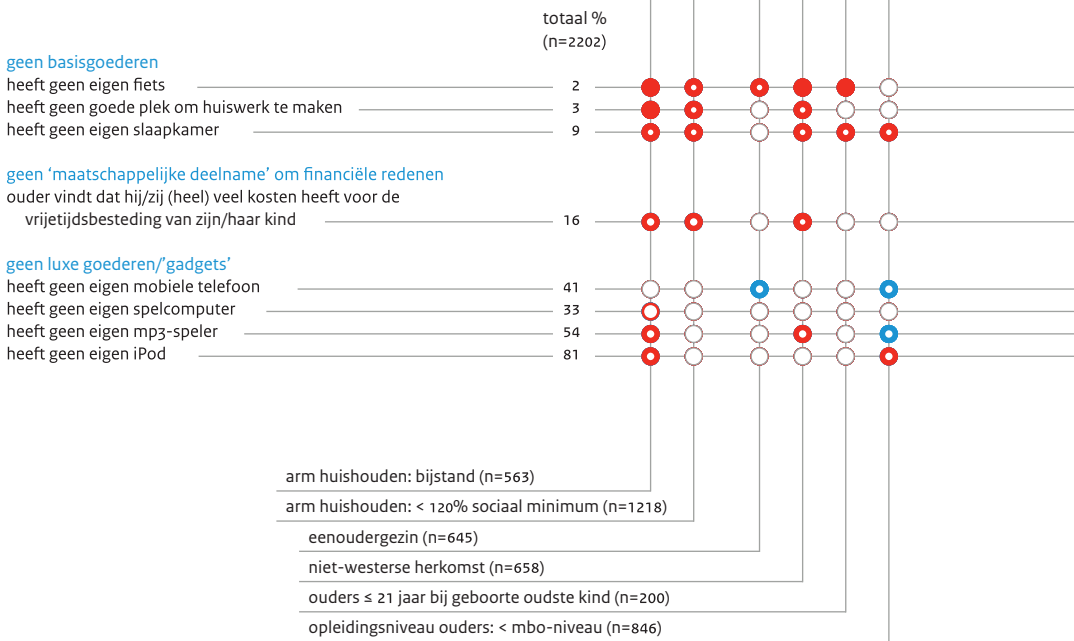 totaal %
(n=2202)
geen basisgoederen
heeft geen eigen fiets 2
heeft geen goede plek om huiswerk te maken 3
heeft geen eigen slaapkamer 9
geen ‘maatschappelijke deelname’ om financiële redenen
ouder vindt dat hij/zij (heel) veel kosten heeft voor de
vrijetijdsbesteding van zijn/haar kind 16
geen luxe goederen/’gadgets’
heeft geen eigen mobiele telefoon 41
heeft geen eigen spelcomputer 33
heeft geen eigen mp3-speler 54
heeft geen eigen iPod 81
arm huishouden: bijstand (n=563)
arm huishouden: < 120% sociaal minimum (n=1218)
eenoudergezin (n=645)
niet-westerse herkomst (n=658)
ouders ≤ 21 jaar bij geboorte oudste kind (n=200)
opleidingsniveau ouders: < mbo-niveau (n=846)